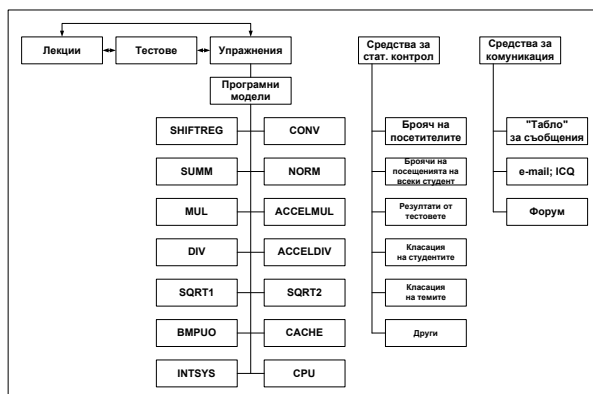 Лекции
Тестове
Упражнения
Средства за
стат. контрол
Средства за
комуникация
Програмни
модели
SHIFTREG
CONV
SUMM
NORM
MUL
ACCELMUL
DIV
ACCELDIV
SQRT1
SQRT2
BMPUO
CACHE
INTSYS
CPU
Брояч на
посетителите
Броячи на
посещенията на
всеки студент
Резултати от
тестовете
Класация
на студентите
Класация
на темите
Други
"Табло"
за съобщения
e-mail; ICQ
Форум